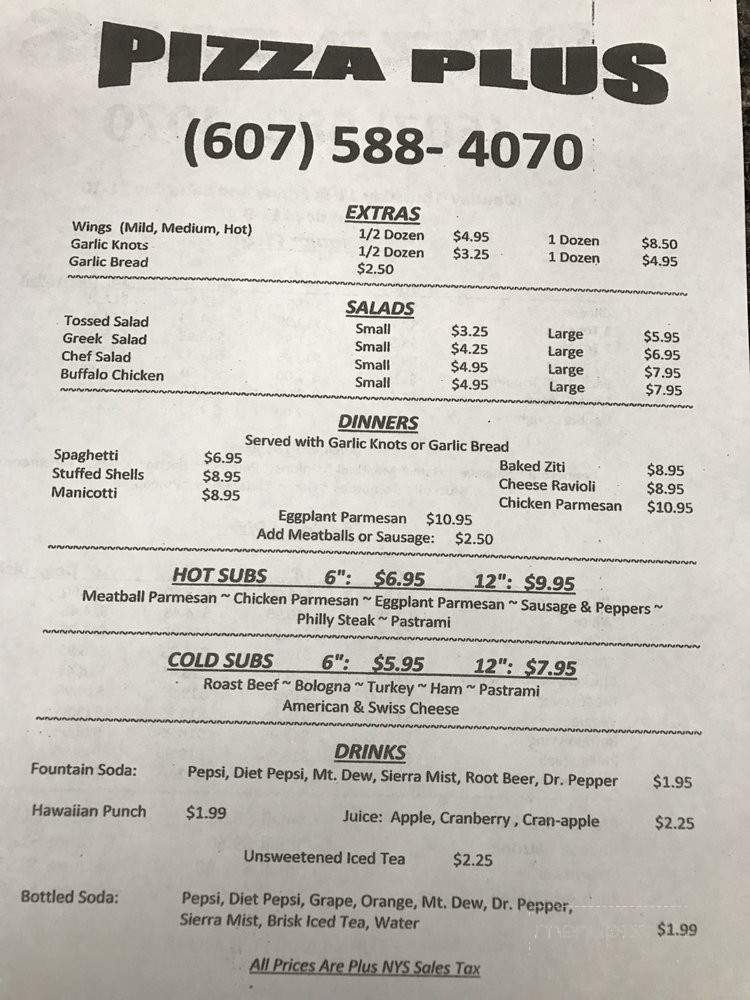 PIZZA PLUS
(607) 588- 4070
EXTRAS
Wings (Mild, Medium, Hot) 1/2 Dozen $4.95 1 Dozen $8.50
Garlic Knots 1/2 Dozen $3.25 1 Dozen $4.95
Garlic Bread $2.50
SALADS
Tossed Salad Small $3.25 Large $5.95
Greek Salad Small $4.25 Large $6.95
Chef Salad Small $4.95 Large $7.95
Buffalo Chicken Small $4.95 Large $7.95
DINNERS
Served with Garlic Knots or Garlic Bread
Spaghetti $6.95 Baked Ziti $8.95
Stuffed Shells $8.95 Cheese Ravioli $8.95
Manicotti $8.95 Chicken Parmesan $10.95
Eggplant Parmesan $10.95
Add Meatballs or Sausage: $2.50
HOT SUBS 6": $6.95 12": $9.95
Meatball Parmesan ~ Chicken Parmesan ~ Eggplant Parmesan ~ Sausage & Peppers ~
Philly Steak ~ Pastrami
COLD SUBS 6": $5.95 12": $7.95
Roast Beef ~ Bologna ~ Turkey ~ Ham ~ Pastrami
American & Swiss Cheese
DRINKS
Fountain Soda: Pepsi, Diet Pepsi, Mt. Dew, Sierra Mist, Root Beer, Dr. Pepper $1.95
Hawaiian Punch $1.99 Juice: Apple, Cranberry , Cran-apple $2.25
Unsweetened Iced Tea $2.25
Bottled Soda: Pepsi, Diet Pepsi, Grape, Orange, Mt. Dew, Dr. Pepper,
Sierra Mist, Brisk Iced Tea, Water $1.99
All Prices Are Plus NYS Sales Tax